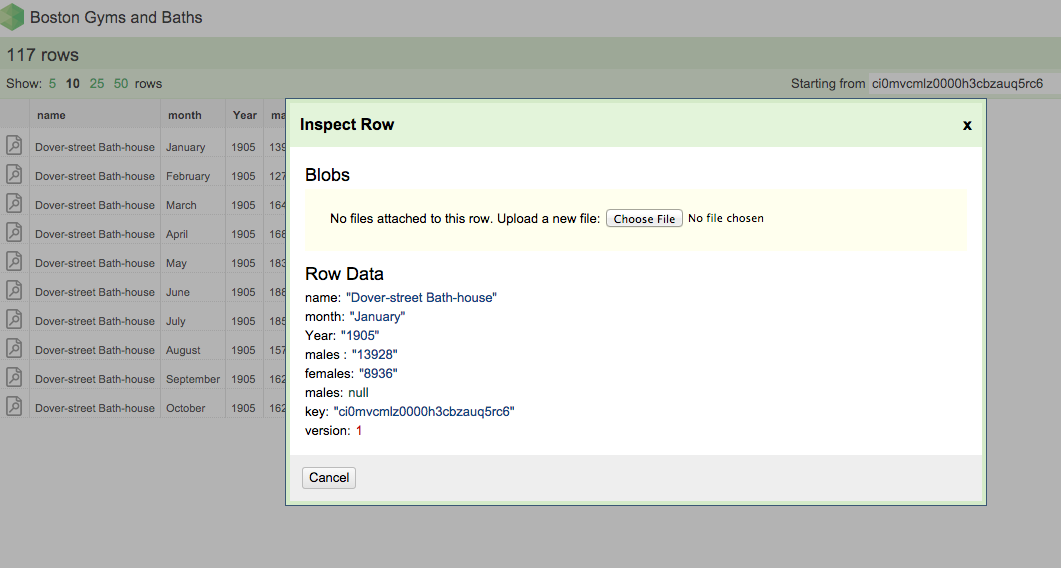 Boston Gyms and Baths
117 rows
Show: 5 10 25 50 rows
Starting from ci0mvcmlz0000h3cbzauq5rc6
name month Year ma
Dover-street Bath-house January 1905 139
Dover-street Bath-house February 1905 127
Dover-street Bath-house March 1905 164
Dover-street Bath-house April 1905 168
Dover-street Bath-house May 1905 183
Dover-street Bath-house June 1905 188
Dover-street Bath-house July 1905 185
Dover-street Bath-house August 1905 157
Dover-street Bath-house September 1905 162
Dover-street Bath-house October 1905 162
Inspect Row x
Blobs
No files attached to this row. Upload a new file: Choose File No file chosen
Row Data
name: "Dover-street Bath-house"
month: "January"
Year: "1905"
males : "13928"
females: "8936"
males: null
key: "ci0mvcmlz0000h3cbzauq5rc6"
version: 1
Cancel